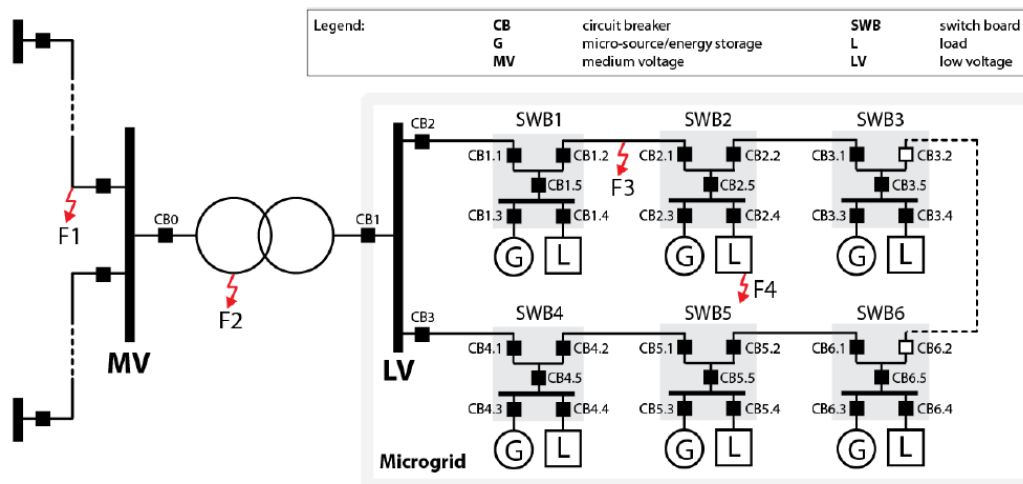 Legend: CB circuit breaker SWB switch board
G micro-source/energy storage L load
MV medium voltage LV low voltage
CB2 SWB1 SWB2 SWB3
CB1.1 CB1.2 CB2.1 CB2.2 CB3.1 CB3.2
F3
CB1.5 CB2.5 CB3.5
CB1.3 CB1.4 CB2.3 CB2.4 CB3.3 CB3.4
F1 CB0 CB1
G L G L G L
F4
F2
CB3 SWB4 SWB5 SWB6
MV LV
CB4.1 CB4.2 CB5.1 CB5.2 CB6.1 CB6.2
CB4.5 CB5.5 CB6.5
CB4.3 CB4.4 CB5.3 CB5.4 CB6.3 CB6.4
G L G L G L
Microgrid